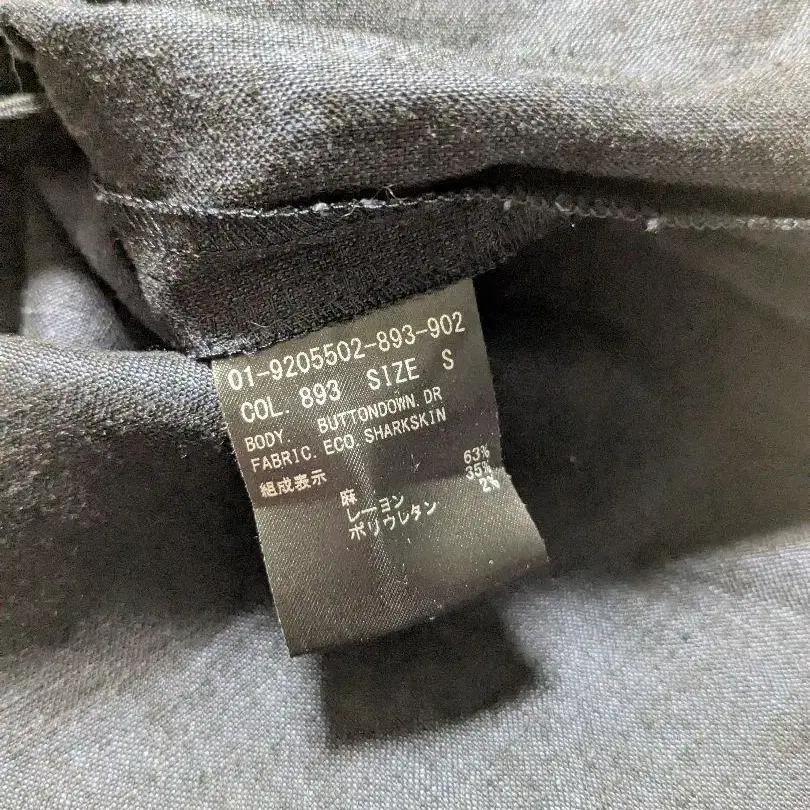 01-9205502-893-902
COL. 893 SIZE S
BODY. BUTTONDOWN.DR
FABRIC. ECO.SHARKSKIN
組成表示
麻 63%
レーヨン 35%
ポリウレタン 2%